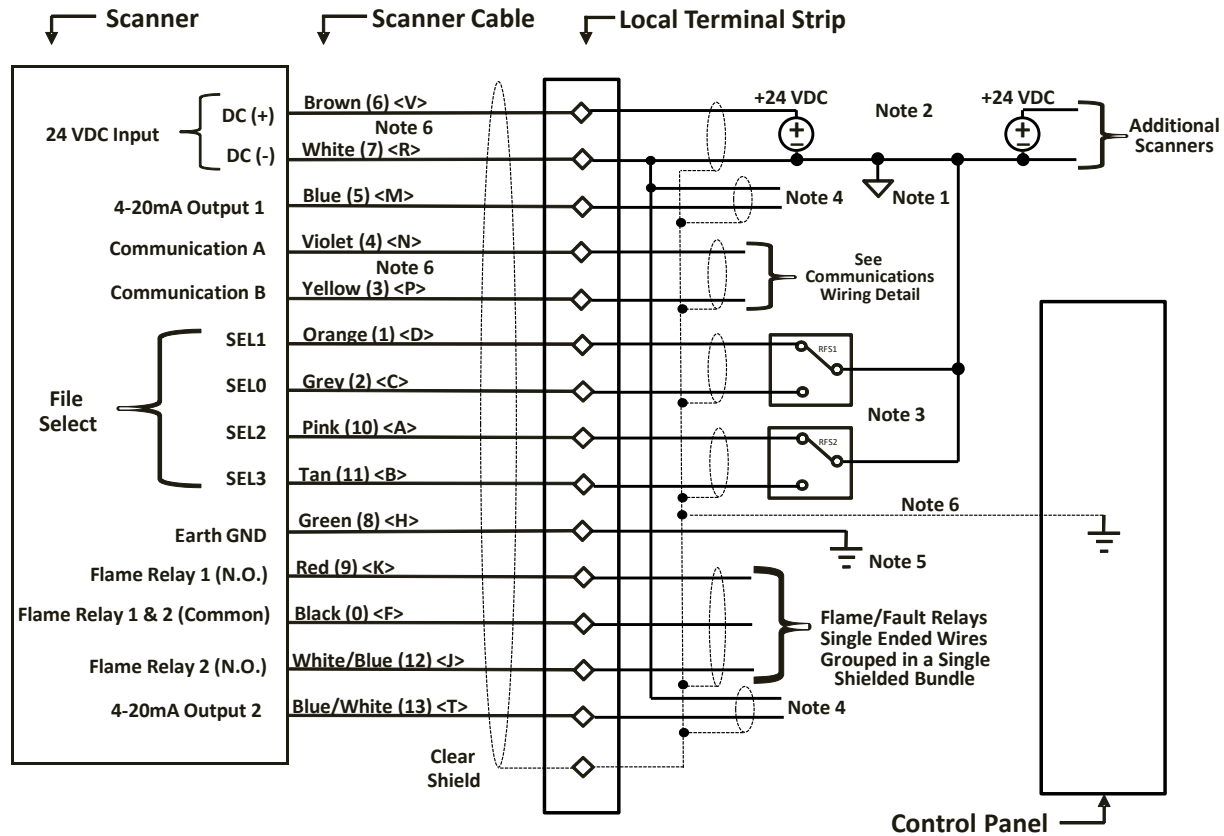 Scanner
Scanner Cable
Local Terminal Strip
24 VDC Input
DC (+)
DC (-)
4-20mA Output 1
Communication A
Communication B
File
Select
SEL1
SEL0
SEL2
SEL3
Earth GND
Flame Relay 1 (N.O.)
Flame Relay 1 & 2 (Common)
Flame Relay 2 (N.O.)
4-20mA Output 2
Brown (6) <V>
Note 6
White (7) <R>
Blue (5) <M>
Violet (4) <N>
Note 6
Yellow (3) <P>
Orange (1) <D>
Grey (2) <C>
Pink (10) <A>
Tan (11) <B>
Green (8) <H>
Red (9) <K>
Black (0) <F>
White/Blue (12) <J>
Blue/White (13) <T>
Clear
Shield
+24 VDC
Note 2
+24 VDC
Additional
Scanners
Note 4
Note 1
See
Communications
Wiring Detail
RFS1
Note 3
RFS2
Note 6
Note 5
Flame/Fault Relays
Single Ended Wires
Grouped in a Single
Shielded Bundle
Note 4
Control Panel